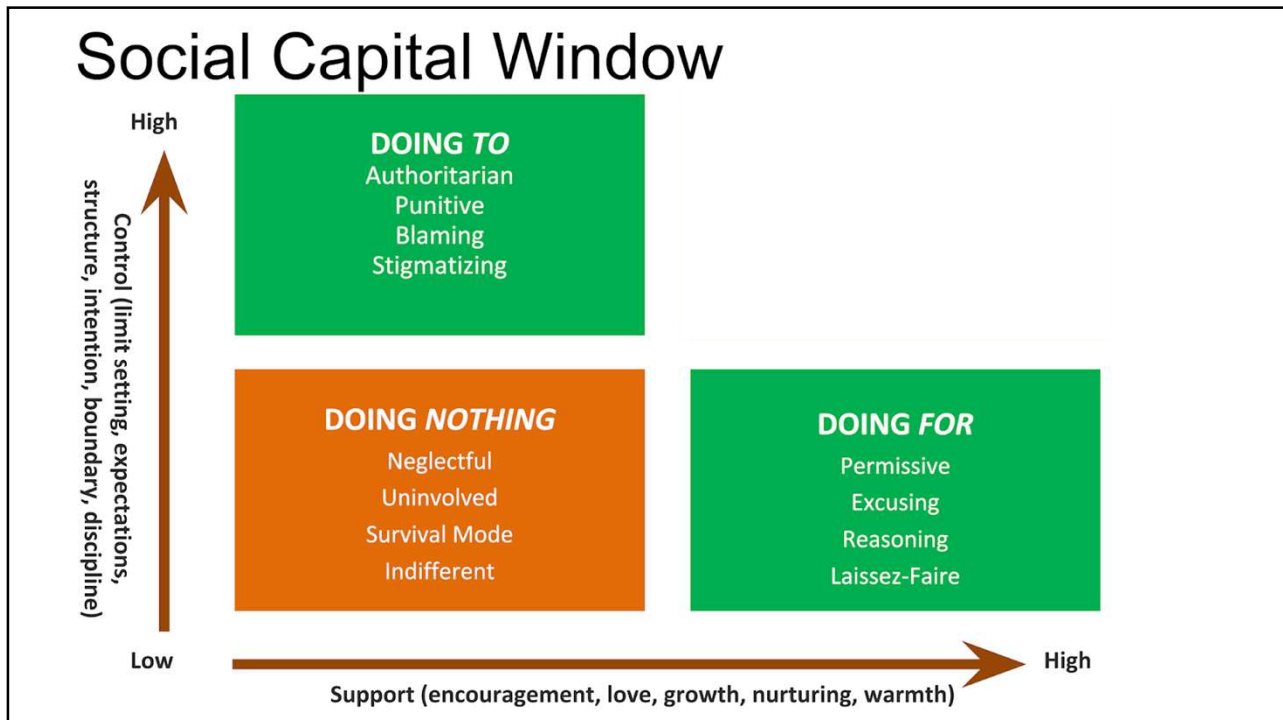 Social Capital Window
High
Control (limit setting, expectations,
structure, intention, boundary, discipline)
DOING TO
Authoritarian
Punitive
Blaming
Stigmatizing
DOING NOTHING
Neglectful
Uninvolved
Survival Mode
Indifferent
DOING FOR
Permissive
Excusing
Reasoning
Laissez-Faire
Low
High
Support (encouragement, love, growth, nurturing, warmth)